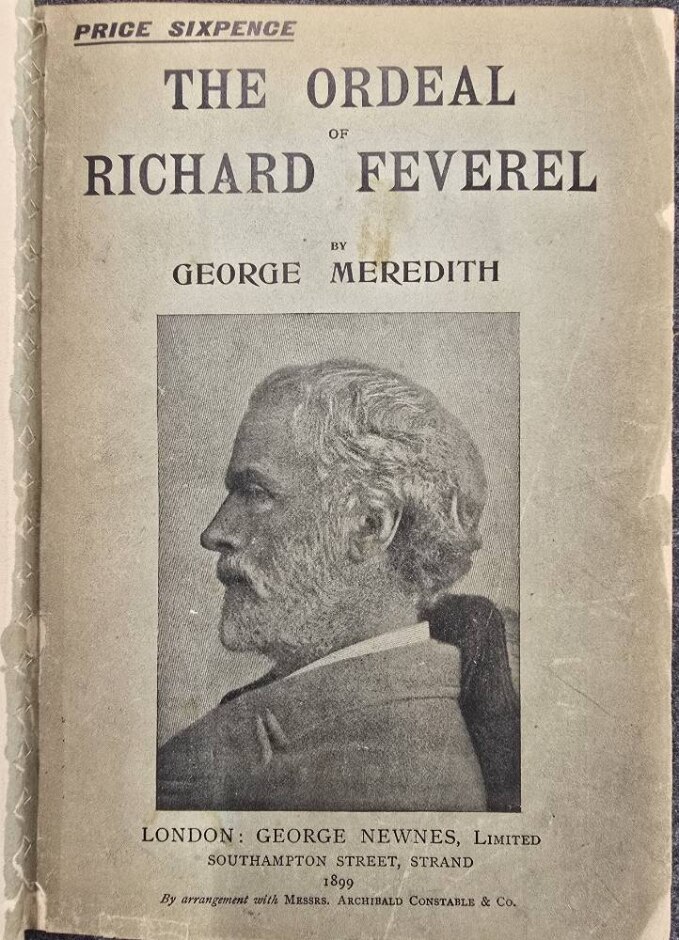 PRICE SIXPENCE
THE ORDEAL
OF
RICHARD FEVEREL
BY
GEORGE MEREDITH
LONDON: GEORGE NEWNES, LIMITED
SOUTHAMPTON STREET, STRAND
1899
By arrangement with MESSRS. ARCHIBALD CONSTABLE & CO.